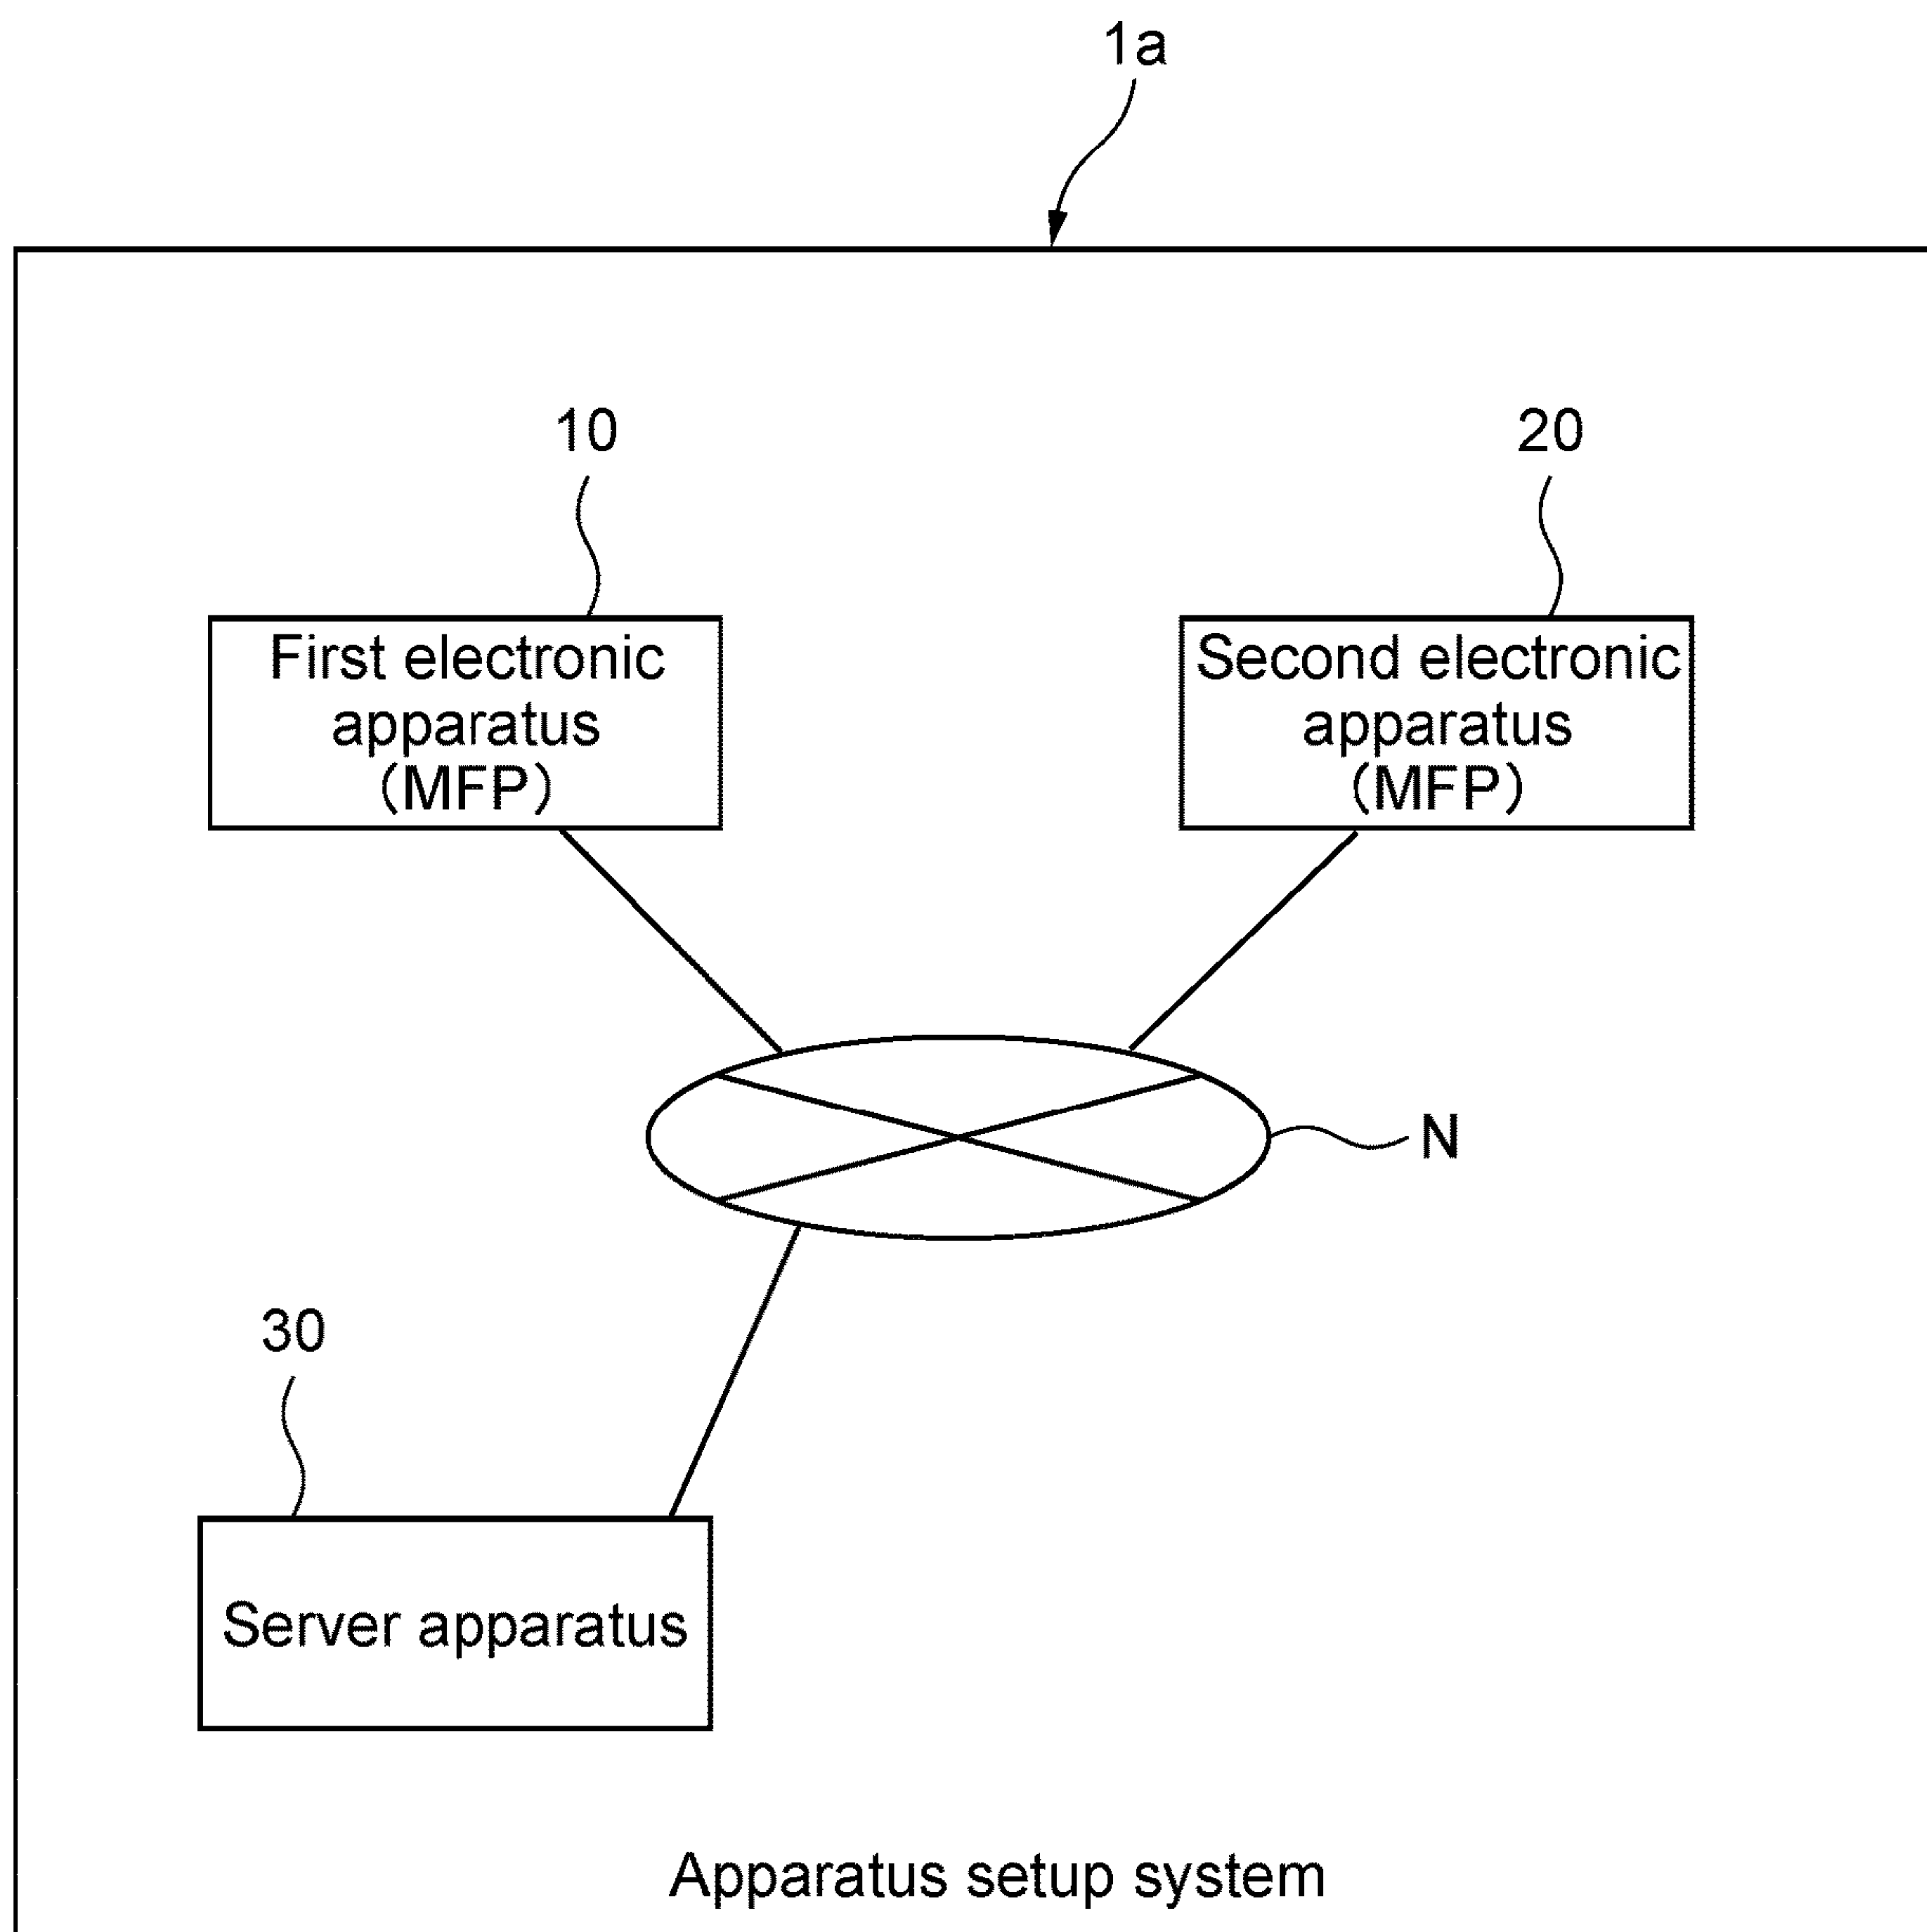 1a
10
20
First electronic
apparatus
(MFP)
Second electronic
apparatus
(MFP)
N
30
Server apparatus
Apparatus setup system